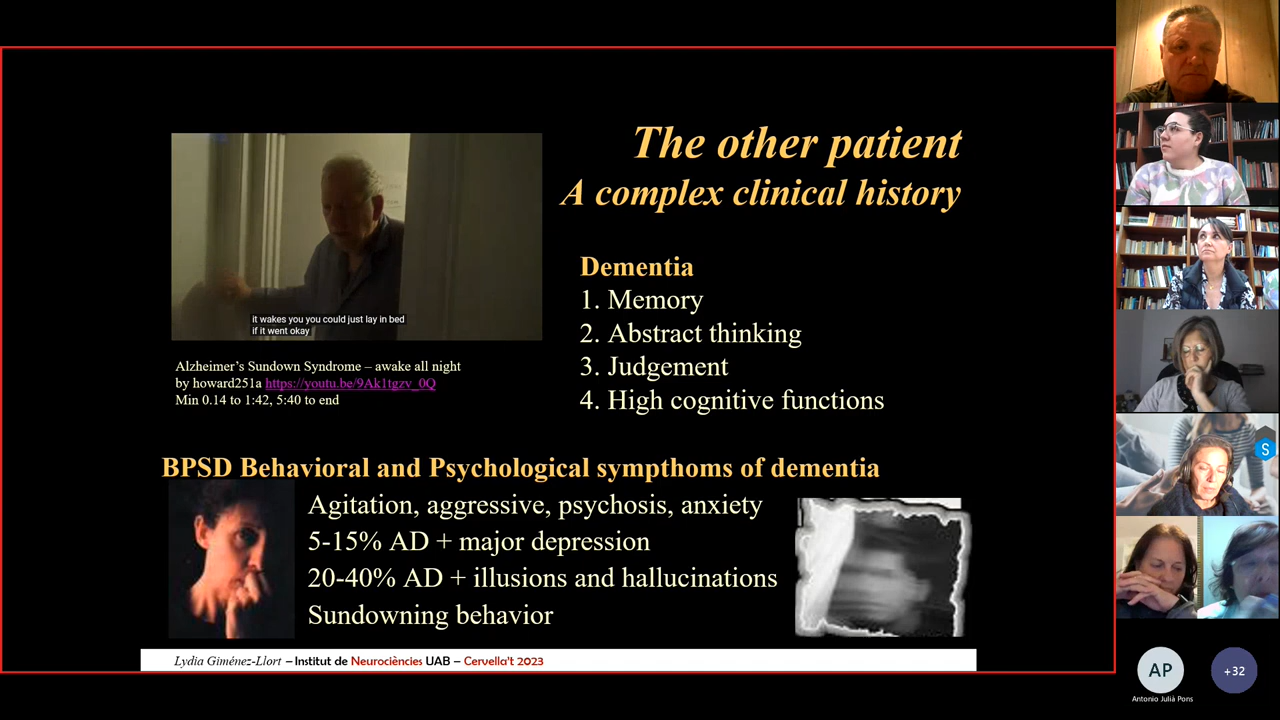 The other patient
A complex clinical history
it wakes you you could just lay in bed
if it went okay
Alzheimer's Sundown Syndrome – awake all night
by howard251a https://youtu.be/9Ak1tgzv_0Q
Min 0.14 to 1:42, 5:40 to end
Dementia
1. Memory
2. Abstract thinking
3. Judgement
4. High cognitive functions
BPSD Behavioral and Psychological sympthoms of dementia
Agitation, aggressive, psychosis, anxiety
5-15% AD + major depression
20-40% AD + illusions and hallucinations
Sundowning behavior
Lydia Giménez-Llort – Institut de Neurociències UAB – Cervella't 2023
S
AP
+32
Antonio Julià Pons